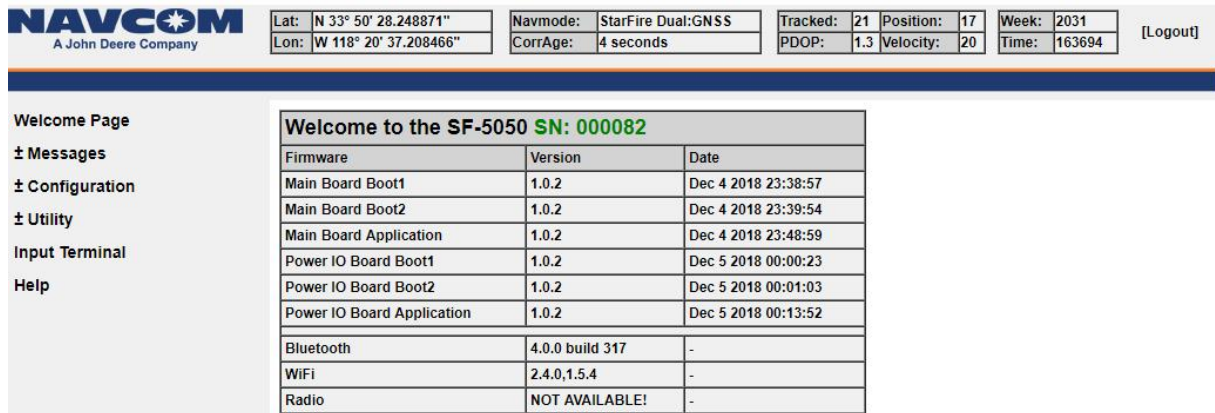 NAVCOM
A John Deere Company
Lat: N 33° 50' 28.248871"
Lon: W 118° 20' 37.208466"
Navmode: StarFire Dual:GNSS
CorrAge: 4 seconds
Tracked: 21 Position: 17
PDOP: 1.3 Velocity: 20
Week: 2031
Time: 163694
[Logout]
Welcome Page
± Messages
± Configuration
± Utility
Input Terminal
Help
Welcome to the SF-5050 SN: 000082
Firmware Version Date
Main Board Boot1 1.0.2 Dec 4 2018 23:38:57
Main Board Boot2 1.0.2 Dec 4 2018 23:39:54
Main Board Application 1.0.2 Dec 4 2018 23:48:59
Power IO Board Boot1 1.0.2 Dec 5 2018 00:00:23
Power IO Board Boot2 1.0.2 Dec 5 2018 00:01:03
Power IO Board Application 1.0.2 Dec 5 2018 00:13:52
Bluetooth 4.0.0 build 317 -
WiFi 2.4.0,1.5.4 -
Radio NOT AVAILABLE! -